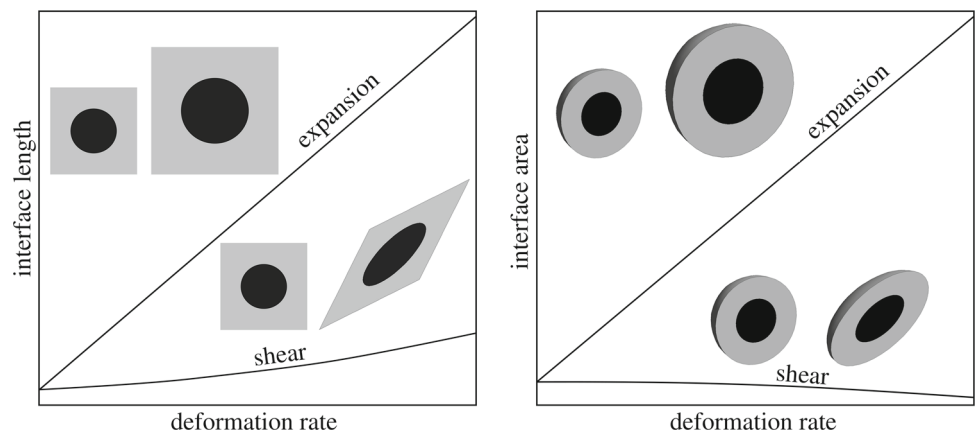 interface length
expansion
shear
deformation rate
interface area
expansion
shear
deformation rate